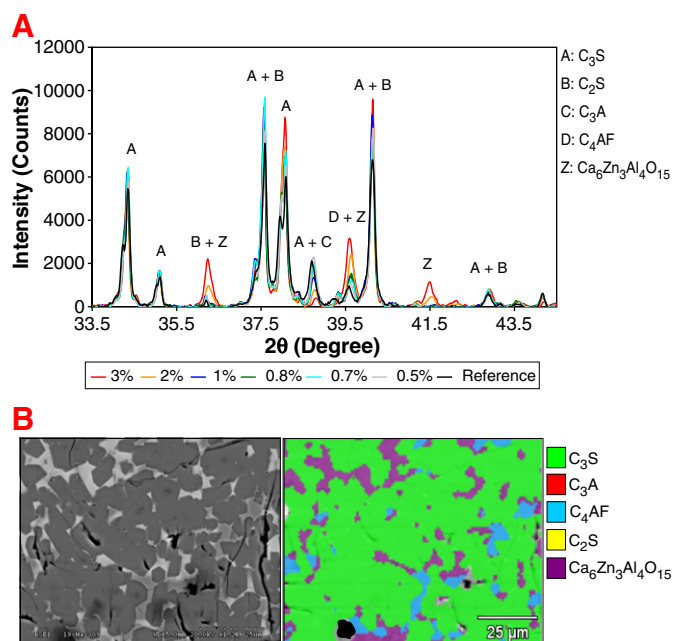 A
12000
10000
8000
6000
4000
2000
0
Intensity (Counts)
33.5 35.5 37.5 39.5 41.5 43.5
2θ (Degree)
A
A
B + Z
A + B
A
A + C
D + Z
A + B
Z
A + B
A: C₃S
B: C₂S
C: C₃A
D: C₄AF
Z: Ca₆Zn₃Al₄O₁₅
3% 2% 1% 0.8% 0.7% 0.5% Reference
B
25 µm
C₃S
C₃A
C₄AF
C₂S
Ca₆Zn₃Al₄O₁₅